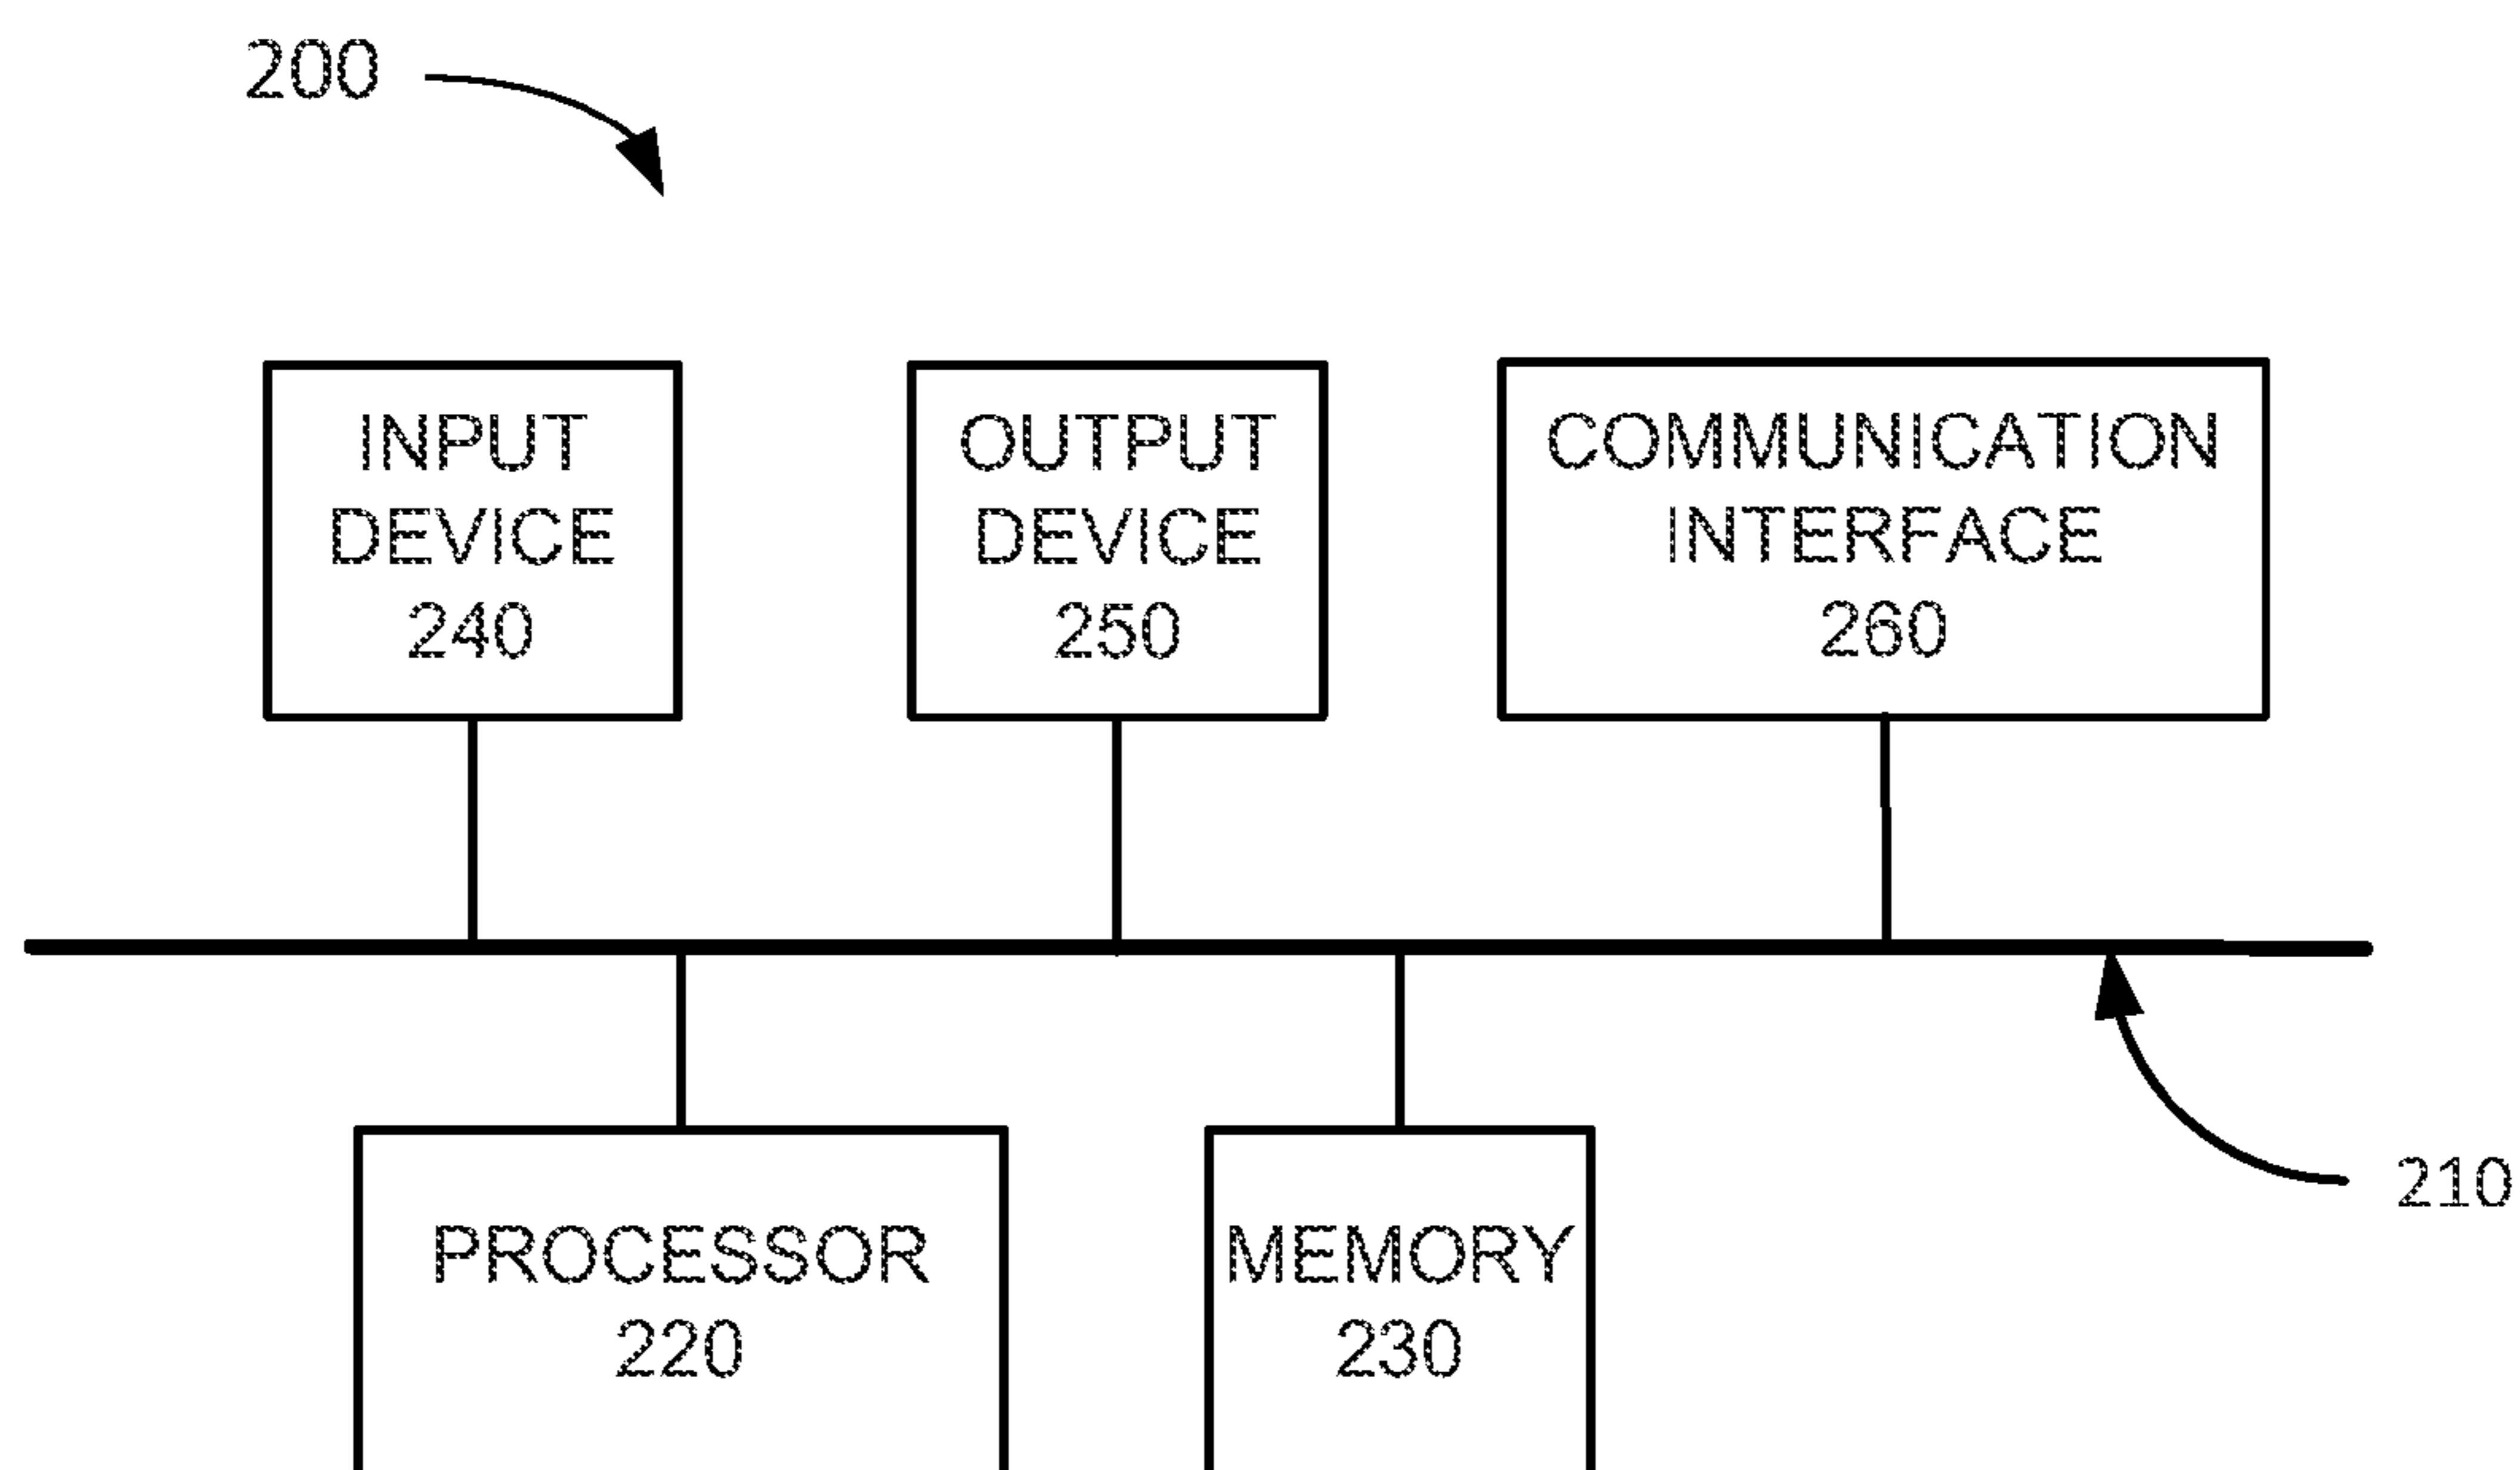 200
INPUT
DEVICE
240
OUTPUT
DEVICE
250
COMMUNICATION
INTERFACE
260
210
PROCESSOR
220
MEMORY
230